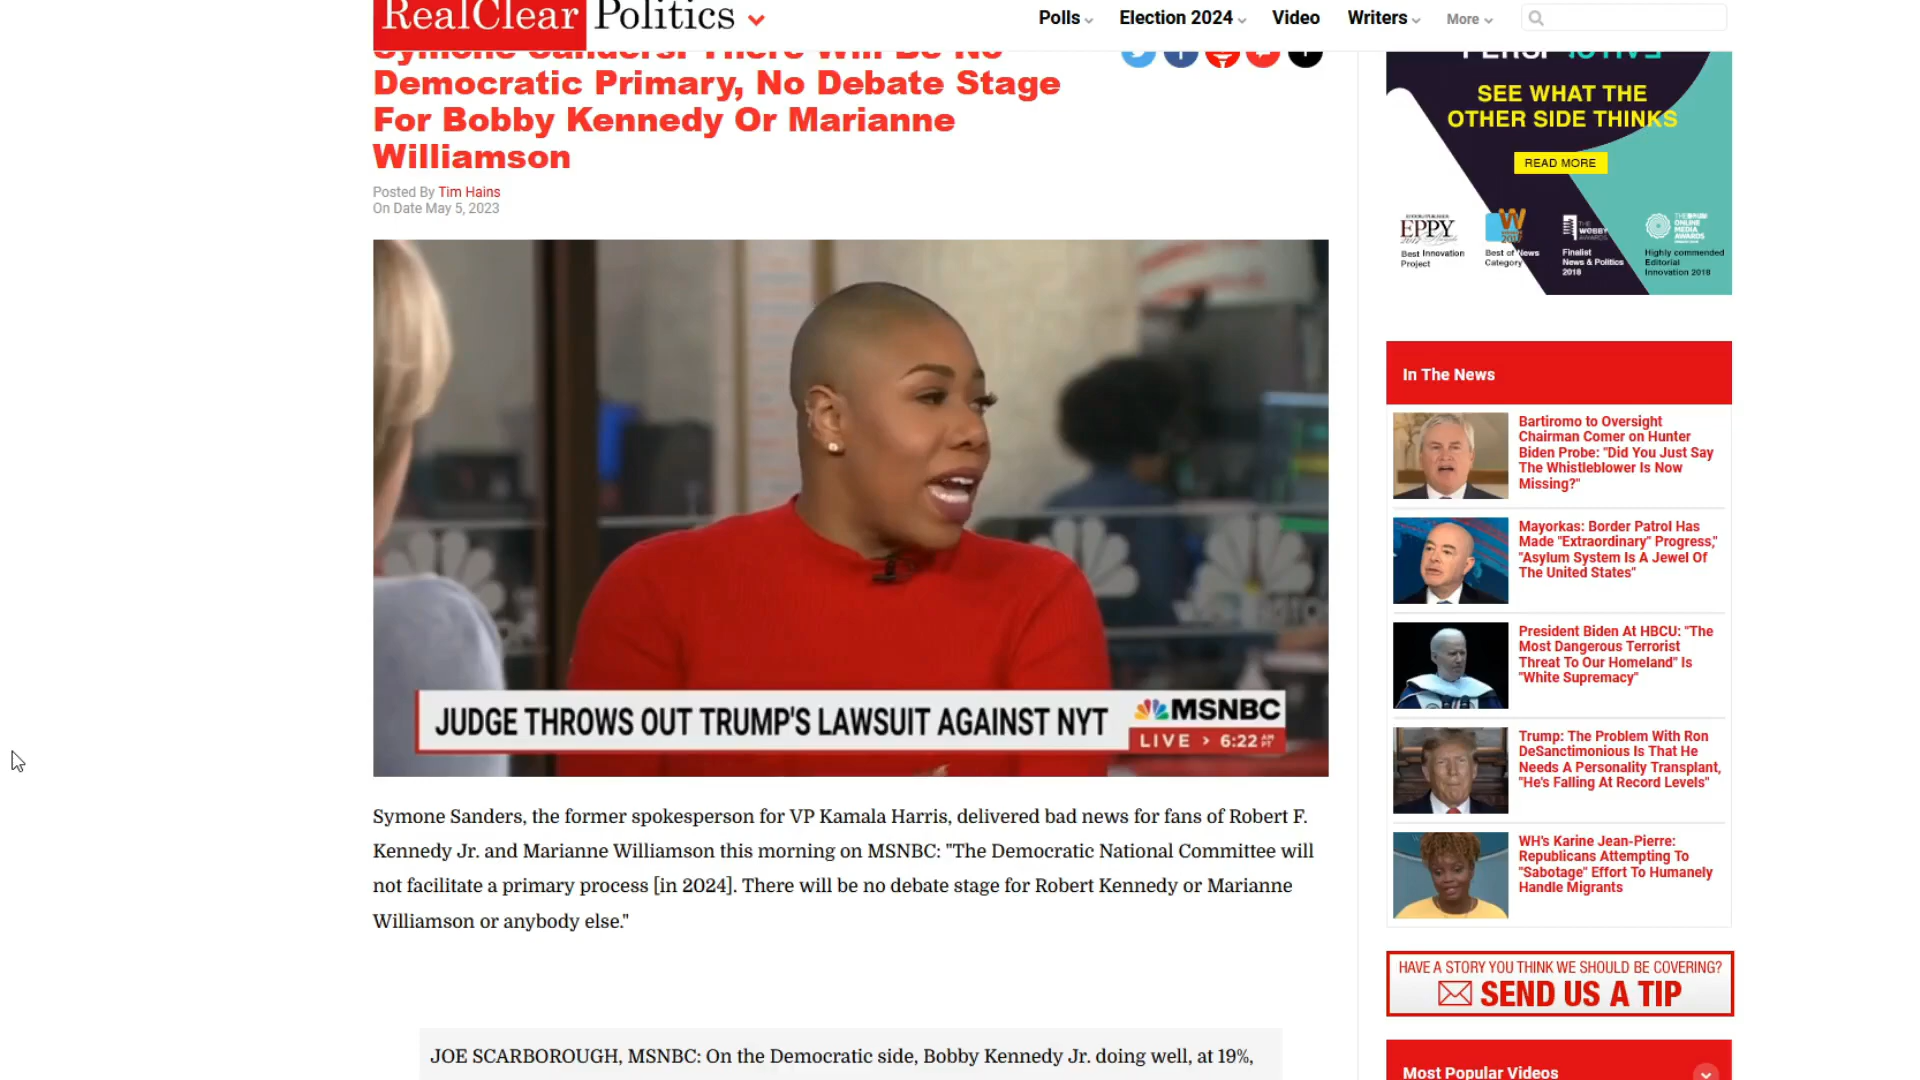 RealClear Politics
Polls
Election 2024
Video
Writers
More
Symone Sanders: There Will Be No
Democratic Primary, No Debate Stage
For Bobby Kennedy Or Marianne
Williamson
Posted By Tim Hains
On Date May 5, 2023
JUDGE THROWS OUT TRUMP'S LAWSUIT AGAINST NYT
MSNBC
LIVE > 6:22 AM PT
Symone Sanders, the former spokesperson for VP Kamala Harris, delivered bad news for fans of Robert F.
Kennedy Jr. and Marianne Williamson this morning on MSNBC: "The Democratic National Committee will
not facilitate a primary process [in 2024]. There will be no debate stage for Robert Kennedy or Marianne
Williamson or anybody else."
JOE SCARBOROUGH, MSNBC: On the Democratic side, Bobby Kennedy Jr. doing well, at 19%,
SEE WHAT THE
OTHER SIDE THINKS
READ MORE
EPPY
2017
Best Innovation
Project
W
Best of News
Category
THE
WEBBY
AWARDS
Finalist
News & Politics
2018
THE DRUM
ONLINE
MEDIA
AWARDS
Highly commended
Editorial
Innovation 2018
In The News
Bartiromo to Oversight
Chairman Comer on Hunter
Biden Probe: "Did You Just Say
The Whistleblower Is Now
Missing?"
Mayorkas: Border Patrol Has
Made "Extraordinary" Progress,"
"Asylum System Is A Jewel Of
The United States"
President Biden At HBCU: "The
Most Dangerous Terrorist
Threat To Our Homeland" Is
"White Supremacy"
Trump: The Problem With Ron
DeSanctimonious Is That He
Needs A Personality Transplant,
"He's Falling At Record Levels"
WH's Karine Jean-Pierre:
Republicans Attempting To
"Sabotage" Effort To Humanely
Handle Migrants
HAVE A STORY YOU THINK WE SHOULD BE COVERING?
SEND US A TIP
Most Popular Videos